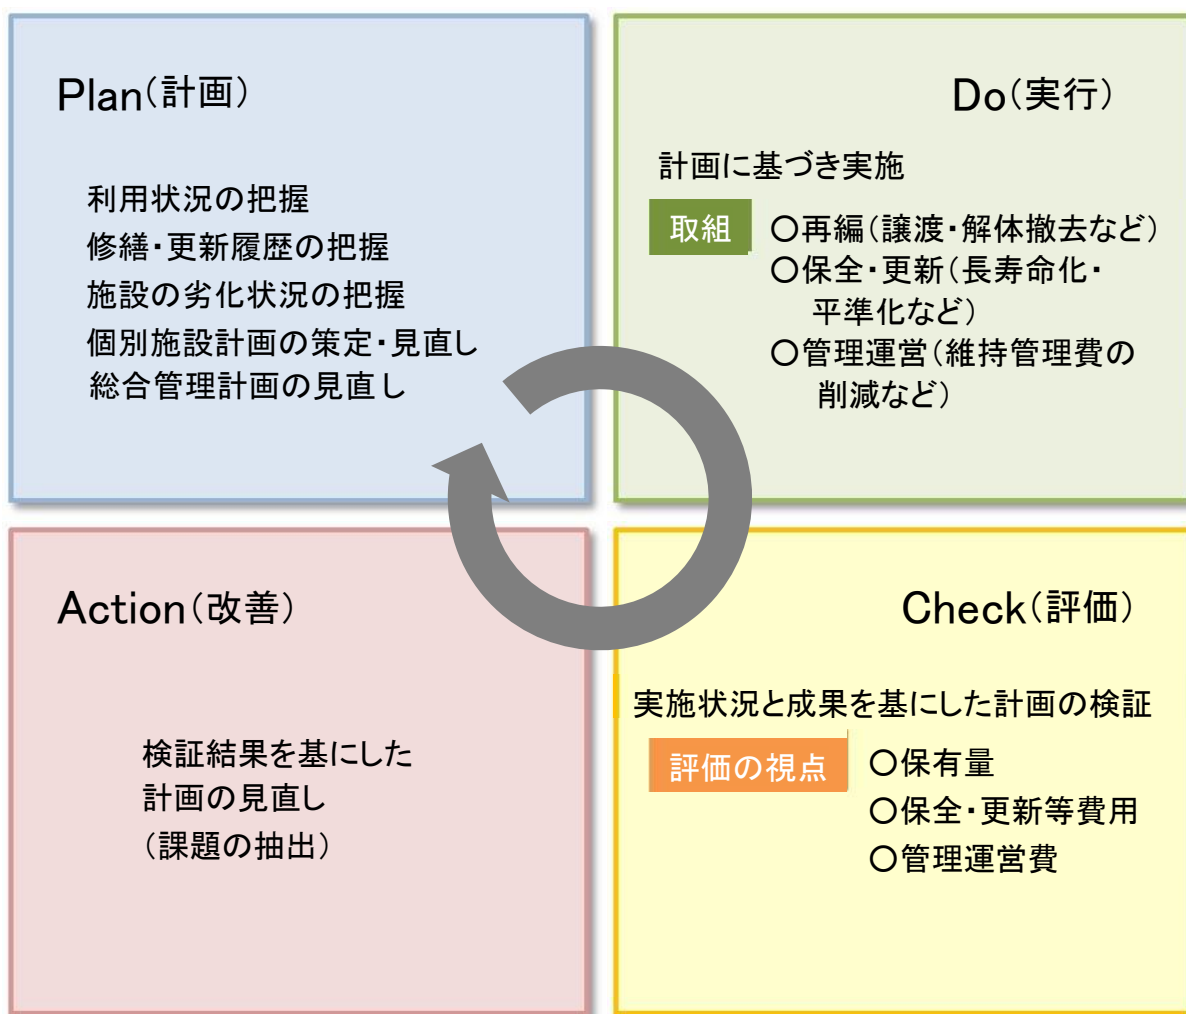 Plan(計画)
利用状況の把握
修繕・更新履歴の把握
施設の劣化状況の把握
個別施設計画の策定・見直し
総合管理計画の見直し
Do(実行)
計画に基づき実施
取組
〇再編(譲渡・解体撤去など)
〇保全・更新(長寿命化・
平準化など)
〇管理運営(維持管理費の
削減など)
Action(改善)
検証結果を基にした
計画の見直し
(課題の抽出)
Check(評価)
実施状況と成果を基にした計画の検証
評価の視点
〇保有量
〇保全・更新等費用
〇管理運営費